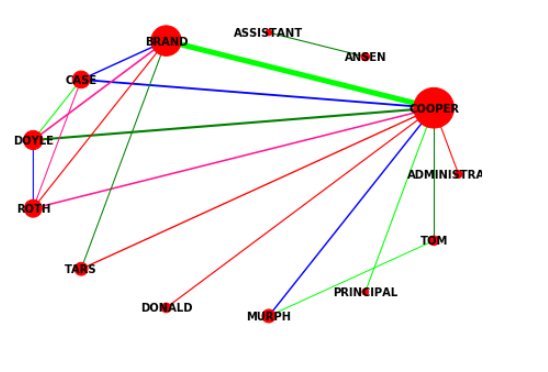 ASSISTANT
BRAND
ANSEN
CASE
COOPER
DOYLE
ADMINISTRA
ROTH
TOM
TARS
PRINCIPAL
DONALD
MURPH